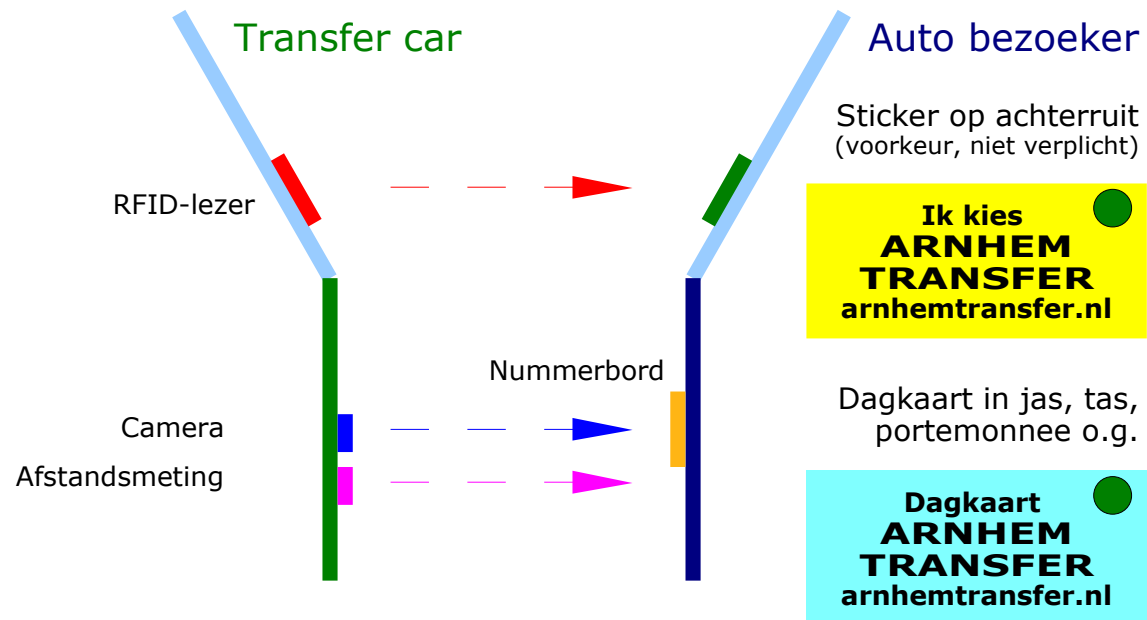 Transfer car
Auto bezoeker
Sticker op achterruit
(voorkeur, niet verplicht)
RFID-lezer
Ik kies
ARNHEM
TRANSFER
arnhemtransfer.nl
Nummerbord
Dagkaart in jas, tas,
portemonnee o.g.
Camera
Afstandsmeting
Dagkaart
ARNHEM
TRANSFER
arnhemtransfer.nl